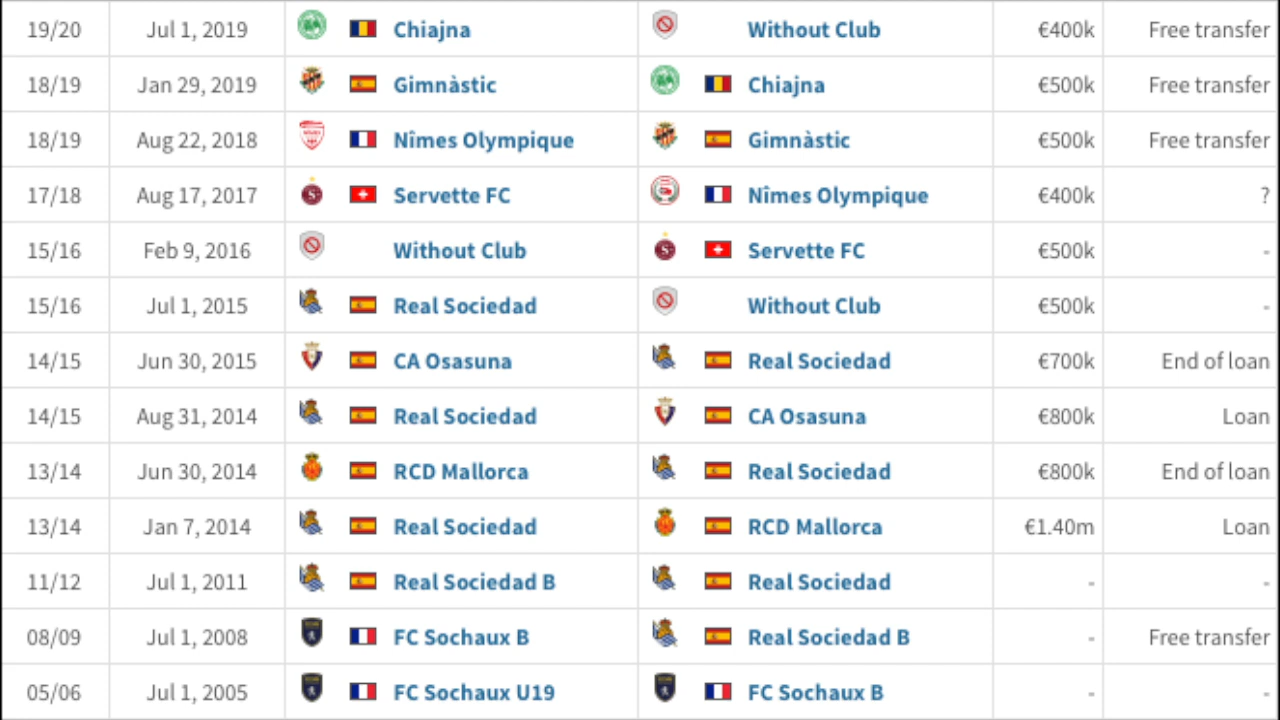 19/20 Jul 1, 2019 Chiajna Without Club €400k Free transfer
18/19 Jan 29, 2019 Gimnàstic Chiajna €500k Free transfer
18/19 Aug 22, 2018 Nîmes Olympique Gimnàstic €500k Free transfer
17/18 Aug 17, 2017 Servette FC Nîmes Olympique €400k ?
15/16 Feb 9, 2016 Without Club Servette FC €500k -
15/16 Jul 1, 2015 Real Sociedad Without Club €500k -
14/15 Jun 30, 2015 CA Osasuna Real Sociedad €700k End of loan
14/15 Aug 31, 2014 Real Sociedad CA Osasuna €800k Loan
13/14 Jun 30, 2014 RCD Mallorca Real Sociedad €800k End of loan
13/14 Jan 7, 2014 Real Sociedad RCD Mallorca €1.40m Loan
11/12 Jul 1, 2011 Real Sociedad B Real Sociedad - -
08/09 Jul 1, 2008 FC Sochaux B Real Sociedad B - Free transfer
05/06 Jul 1, 2005 FC Sochaux U19 FC Sochaux B - -